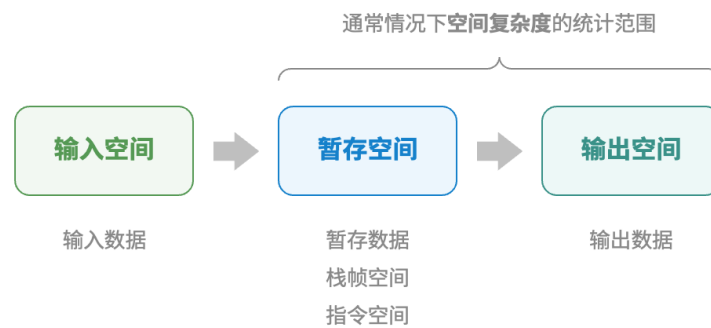 通常情况下空间复杂度的统计范围
输入空间
暂存空间
输出空间
输入数据
暂存数据
输出数据
栈帧空间
指令空间